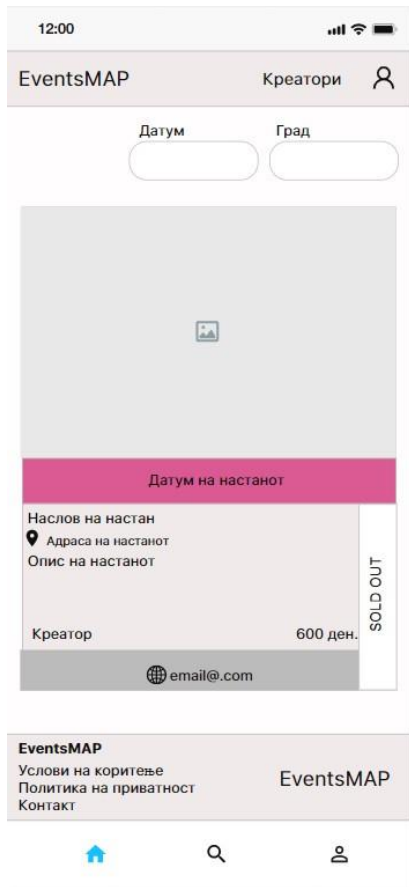 12:00
EventsMAP Креатори
Датум Град
Датум на настанот
Наслов на настан
Адраса на настанот
Опис на настанот
SOLD OUT
Креатор 600 ден.
email@.com
EventsMAP
Услови на коритење
Политика на приватност
Контакт
EventsMAP